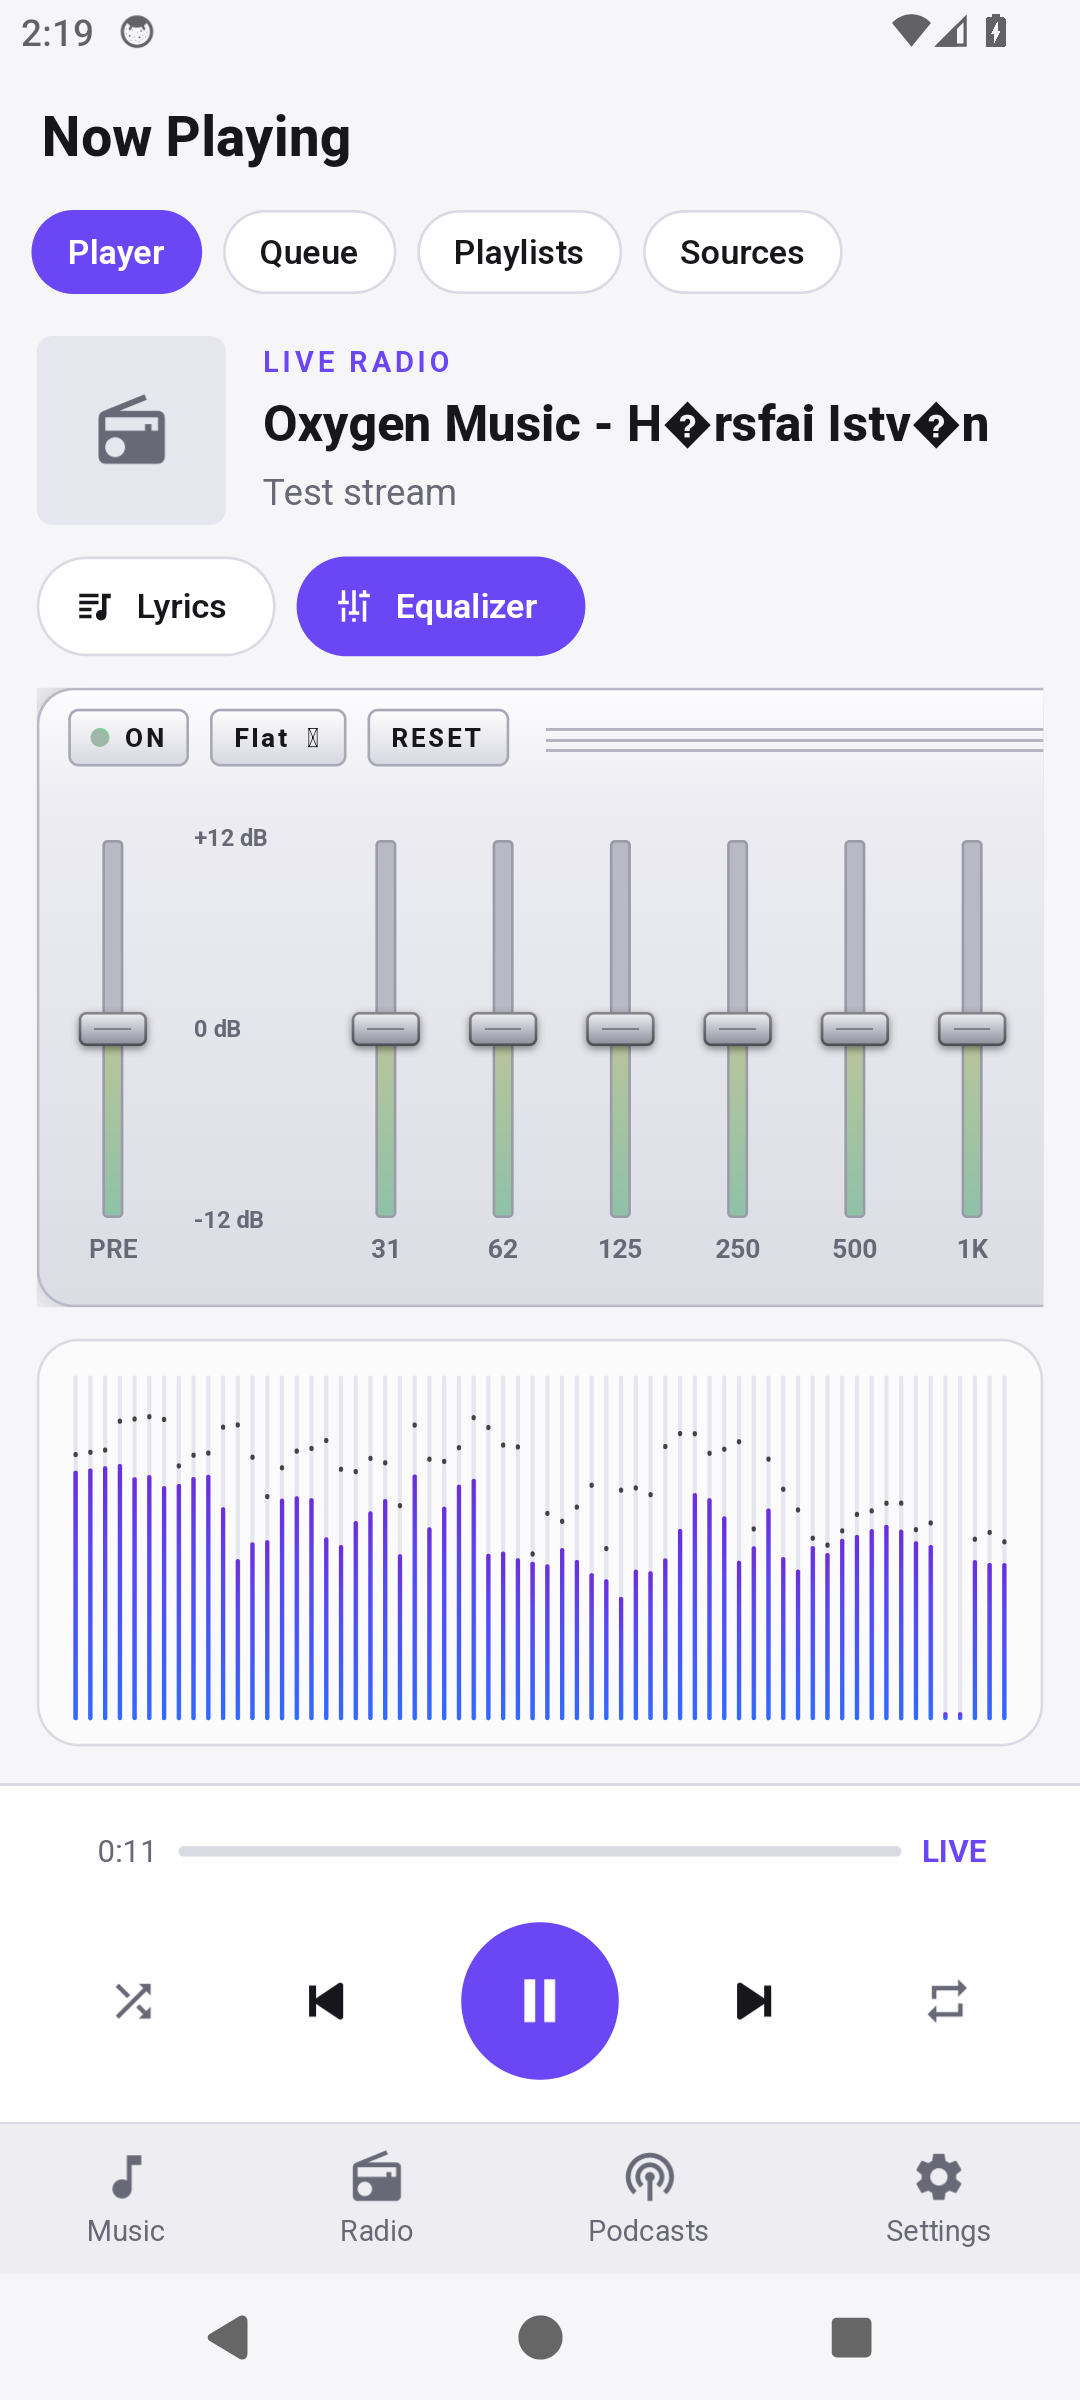 2:19
Now Playing
Player Queue Playlists Sources
LIVE RADIO
Oxygen Music - H�rsfai Istv�n
Test stream
Lyrics Equalizer
ON Flat RESET
+12 dB
0 dB
-12 dB
PRE 31 62 125 250 500 1K
0:11 LIVE
Music Radio Podcasts Settings